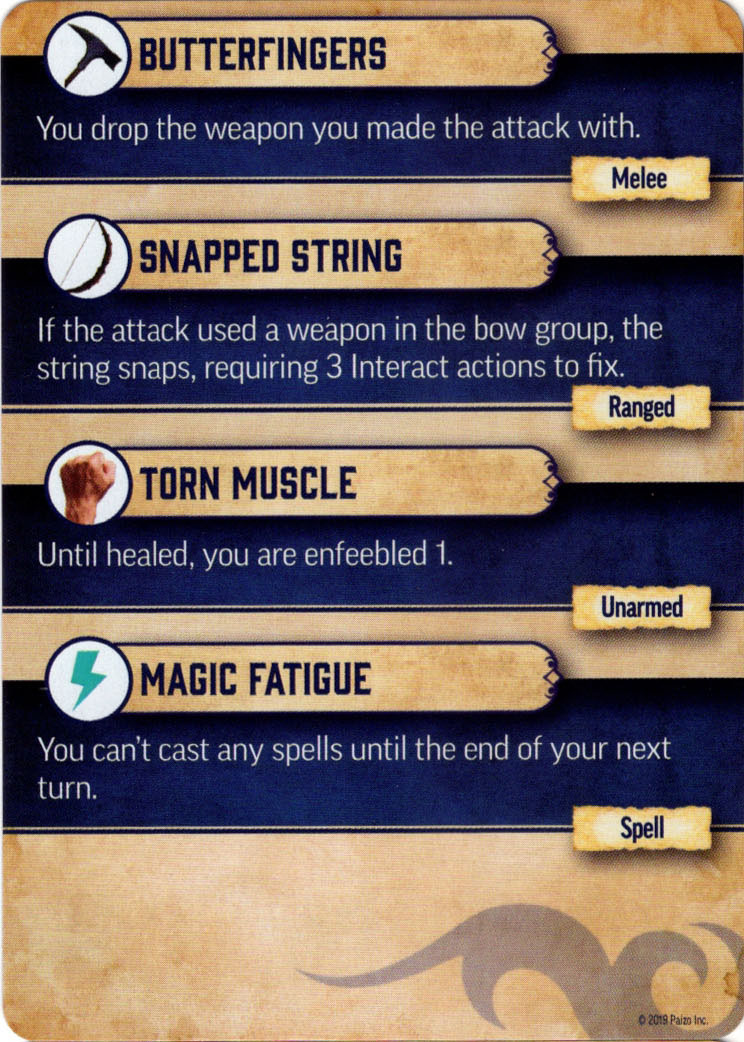 BUTTERFINGERS
You drop the weapon you made the attack with.
Melee
SNAPPED STRING
If the attack used a weapon in the bow group, the
string snaps, requiring 3 Interact actions to fix.
Ranged
TORN MUSCLE
Until healed, you are enfeebled 1.
Unarmed
MAGIC FATIGUE
You can't cast any spells until the end of your next
turn.
Spell
© 2019 Paizo Inc.